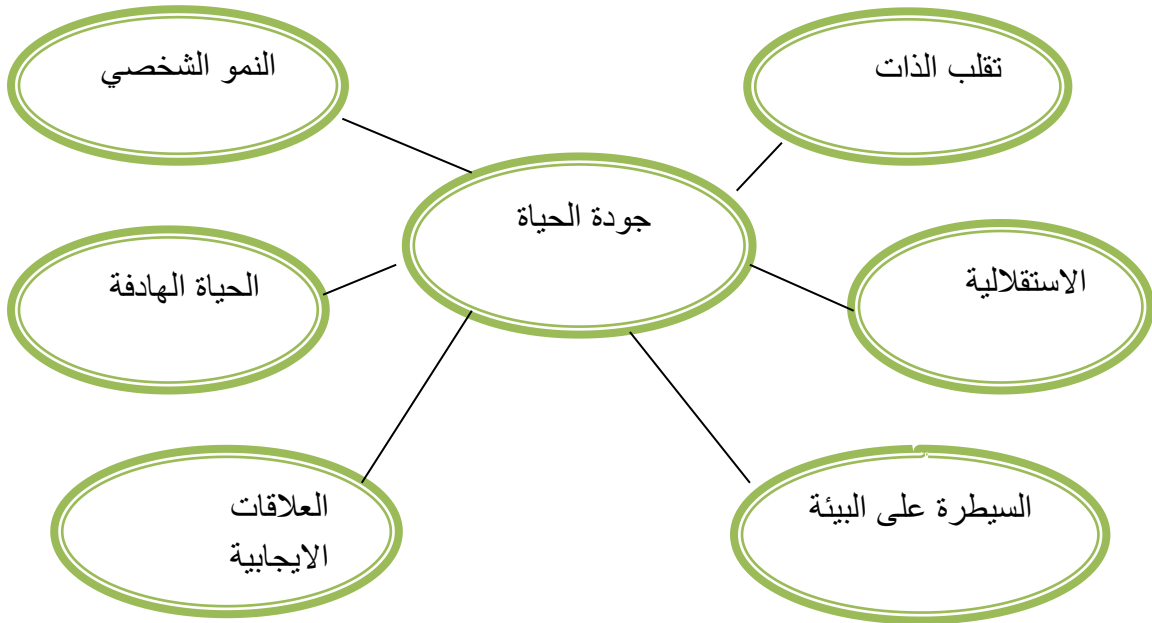 تقلب الذات
النمو الشخصي
جودة الحياة
الاستقلالية
الحياة الهادفة
السيطرة على البيئة
العلاقات
الايجابية